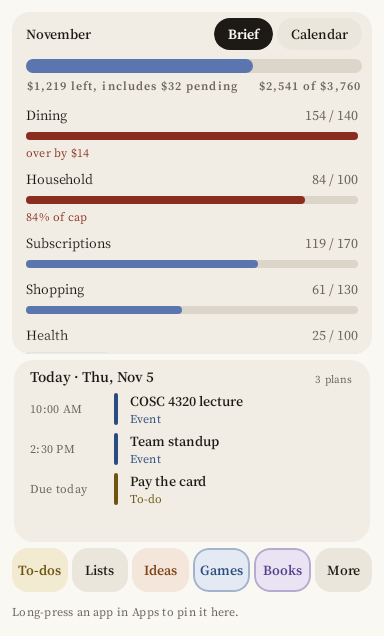 November Brief Calendar
$1,219 left, includes $32 pending $2,541 of $3,760
Dining 154 / 140
over by $14
Household 84 / 100
84% of cap
Subscriptions 119 / 170
Shopping 61 / 130
Health 25 / 100
Today · Thu, Nov 5 3 plans
10:00 AM COSC 4320 lecture
Event
2:30 PM Team standup
Event
Due today Pay the card
To-do
To-dos Lists Ideas Games Books More
Long-press an app in Apps to pin it here.